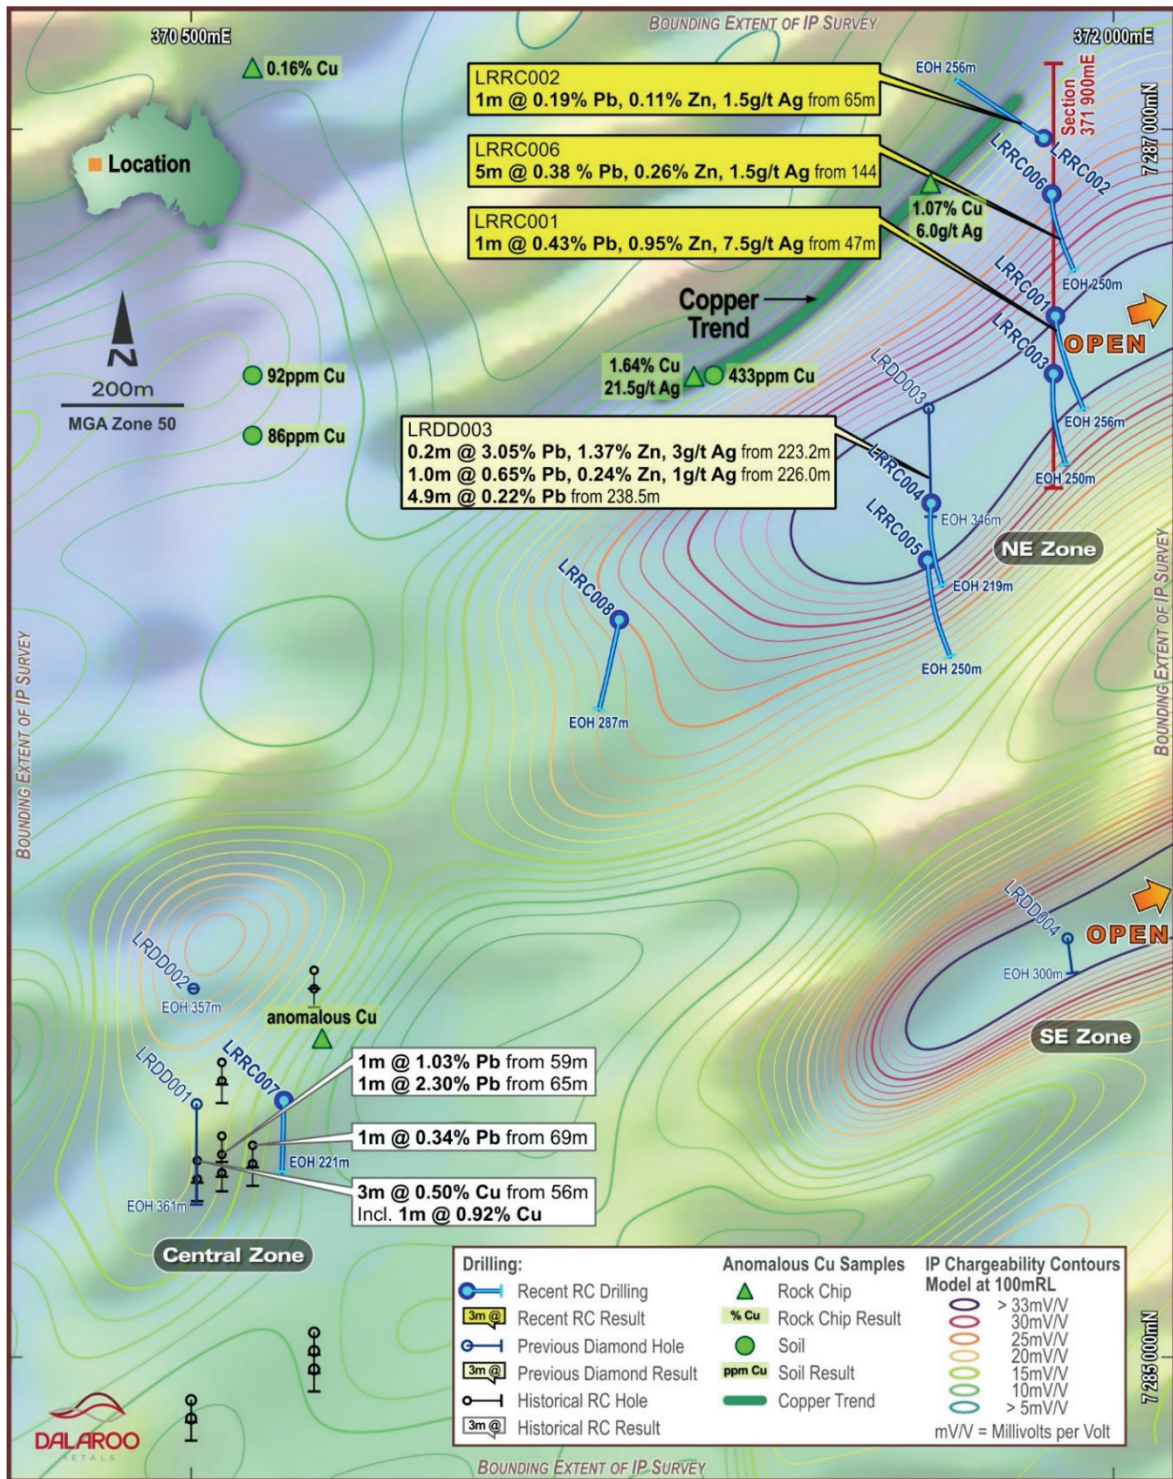 BOUNDING EXTENT OF IP SURVEY
370 500mE
372 000mE
0.16% Cu
EOH 256m
LRRC002
1m @ 0.19% Pb, 0.11% Zn, 1.5g/t Ag from 65m
Section
371 900mE
7 287 000mN
Location
LRRC002
LRRC006
5m @ 0.38 % Pb, 0.26% Zn, 1.5g/t Ag from 144
LRRC006
1.07% Cu
6.0g/t Ag
LRRC001
1m @ 0.43% Pb, 0.95% Zn, 7.5g/t Ag from 47m
EOH 250m
LRRC001
Copper
Trend
N
200m
MGA Zone 50
OPEN
LRRC003
92ppm Cu
1.64% Cu
21.5g/t Ag
433ppm Cu
LRDD003
EOH 256m
86ppm Cu
LRDD003
0.2m @ 3.05% Pb, 1.37% Zn, 3g/t Ag from 223.2m
1.0m @ 0.65% Pb, 0.24% Zn, 1g/t Ag from 226.0m
4.9m @ 0.22% Pb from 238.5m
LRRC004
EOH 250m
EOH 346m
LRRC005
NE Zone
EOH 219m
LRRC008
EOH 250m
EOH 287m
BOUNDING EXTENT OF IP SURVEY
BOUNDING EXTENT OF IP SURVEY
LRDD004
OPEN
EOH 300m
LRDD002
EOH 357m
anomalous Cu
SE Zone
LRDD001
LRRC007
1m @ 1.03% Pb from 59m
1m @ 2.30% Pb from 65m
1m @ 0.34% Pb from 69m
EOH 221m
3m @ 0.50% Cu from 56m
Incl. 1m @ 0.92% Cu
EOH 361m
Central Zone
Drilling:
Recent RC Drilling
3m @ Recent RC Result
Previous Diamond Hole
3m @ Previous Diamond Result
Historical RC Hole
3m @ Historical RC Result
Anomalous Cu Samples
Rock Chip
% Cu Rock Chip Result
Soil
ppm Cu Soil Result
Copper Trend
IP Chargeability Contours
Model at 100mRL
> 33mV/V
30mV/V
25mV/V
20mV/V
15mV/V
10mV/V
> 5mV/V
mV/V = Millivolts per Volt
7 285 000mN
DALAROO
METALS
BOUNDING EXTENT OF IP SURVEY